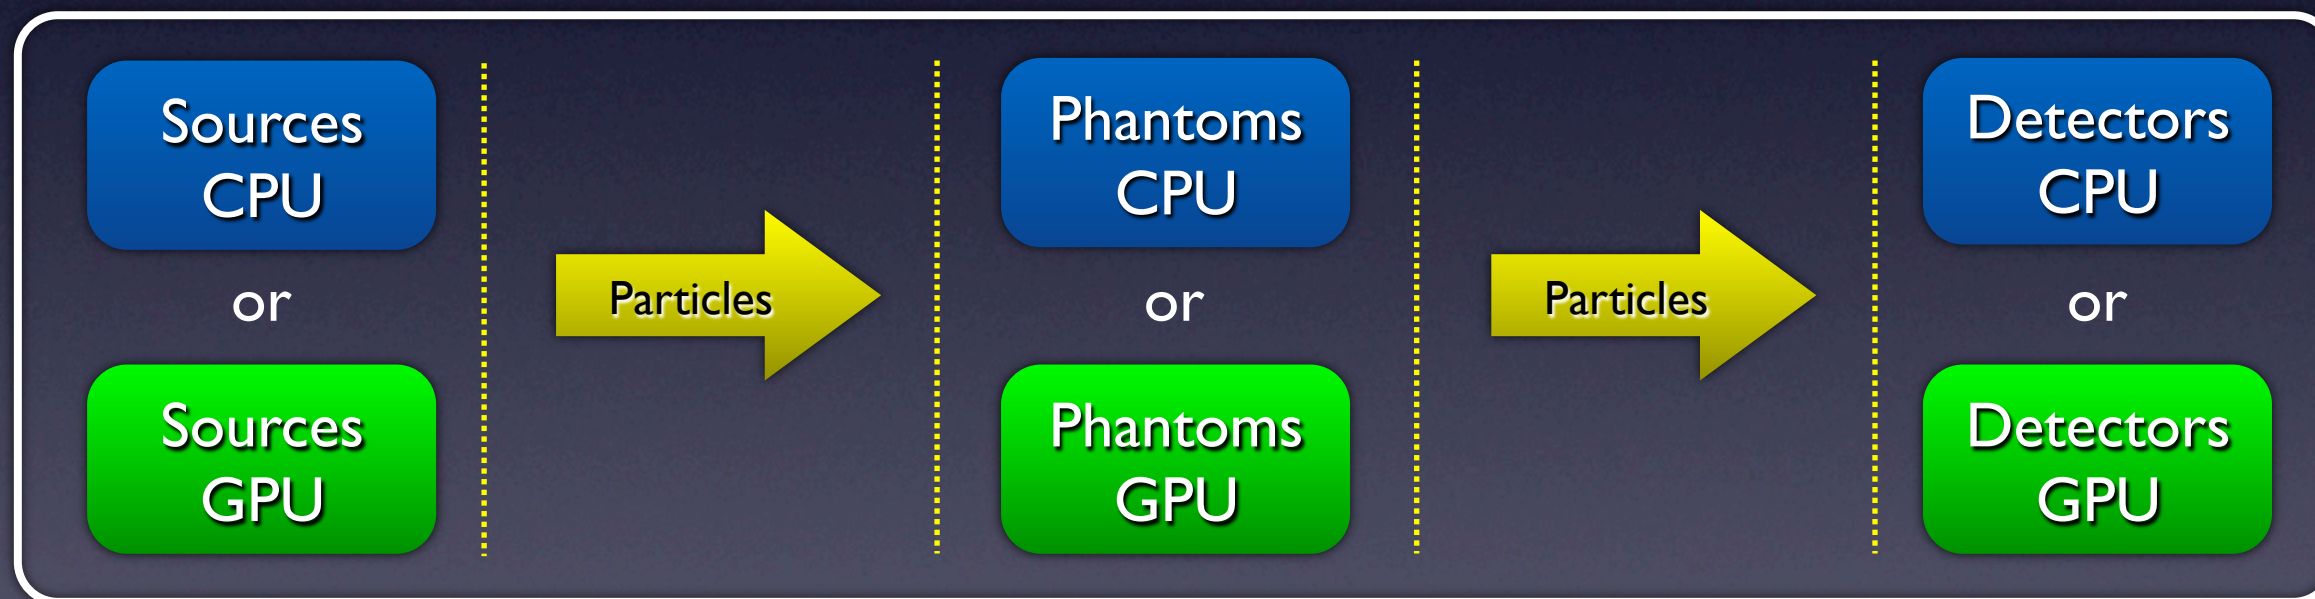 Sources
CPU
or
Sources
GPU
Particles
Phantoms
CPU
or
Phantoms
GPU
Particles
Detectors
CPU
or
Detectors
GPU